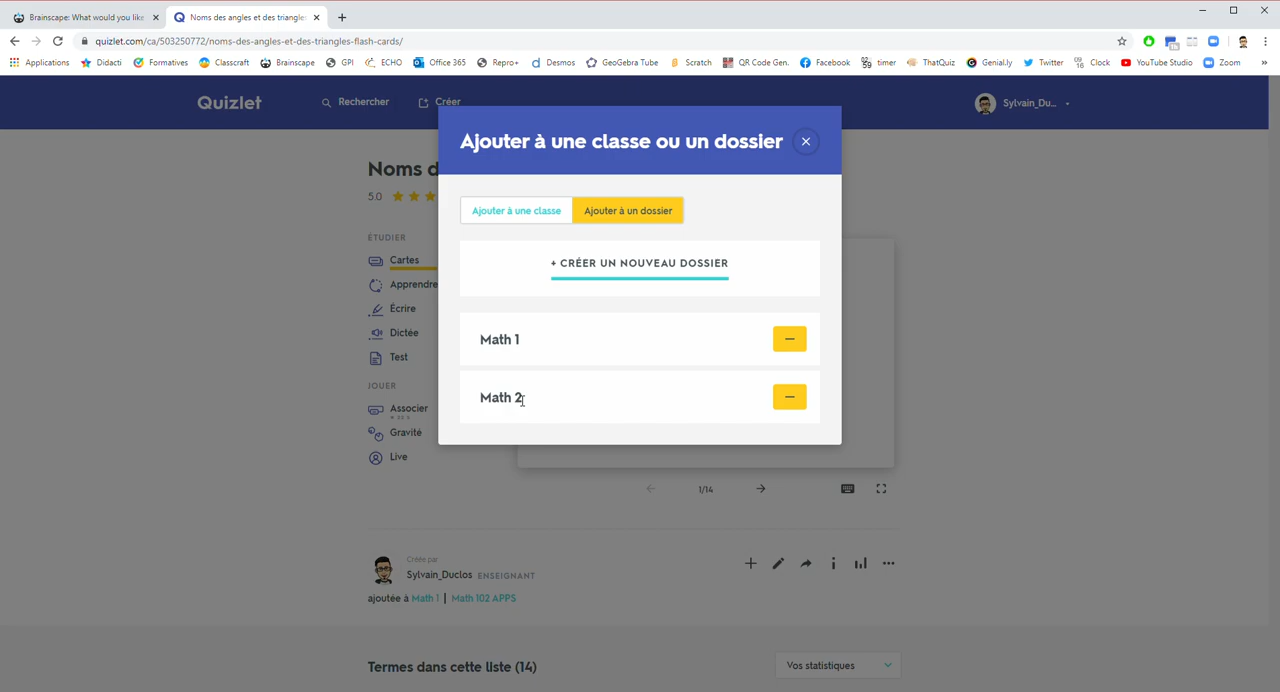 Brainscape: What would you like
Noms des angles et des triangles
quizlet.com/ca/503250772/noms-des-angles-et-des-triangles-flash-cards/
Applications Didacti Formatives Classcraft Brainscape GPI ECHO Office 365 Repro+ Desmos GeoGebra Tube Scratch QR Code Gen. Facebook timer ThatQuiz Genial.ly Twitter Clock YouTube Studio Zoom »
Quizlet Rechercher Créer Sylvain_Duc...
Ajouter à une classe ou un dossier
Noms d
5.0
Ajouter à une classe Ajouter à un dossier
ÉTUDIER
Cartes
+ CRÉER UN NOUVEAU DOSSIER
Apprendre
Écrire
Dictée
Math 1
Test
JOUER
Math 2
Associer
Gravité
Live
1/14
Créée par
Sylvain_Duclos ENSEIGNANT
ajoutée à Math 1 | Math 102 APPS
Termes dans cette liste (14)
Vos statistiques